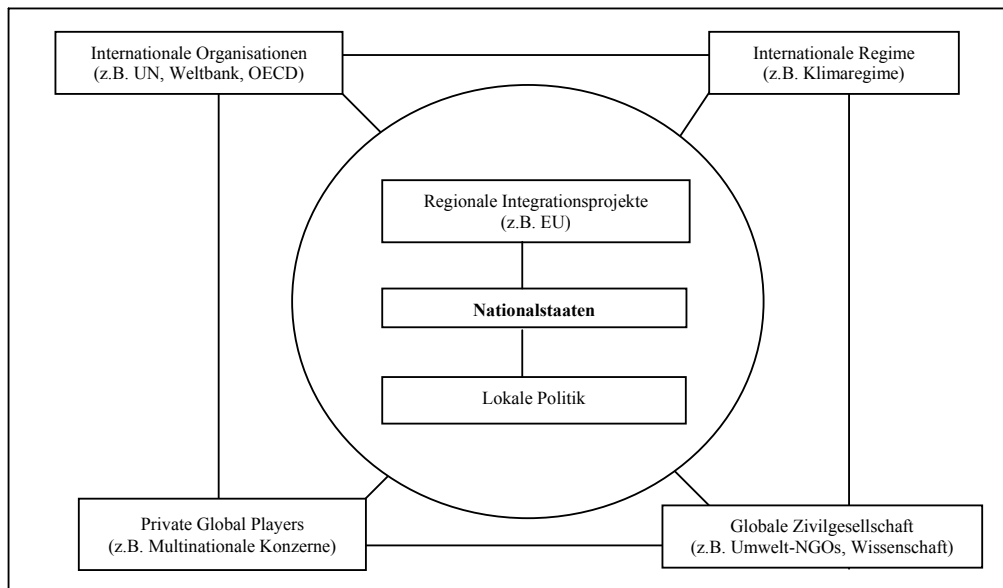 Internationale Organisationen
(z.B. UN, Weltbank, OECD)
Internationale Regime
(z.B. Klimaregime)
Regionale Integrationsprojekte
(z.B. EU)
Nationalstaaten
Lokale Politik
Private Global Players
(z.B. Multinationale Konzerne)
Globale Zivilgesellschaft
(z.B. Umwelt-NGOs, Wissenschaft)